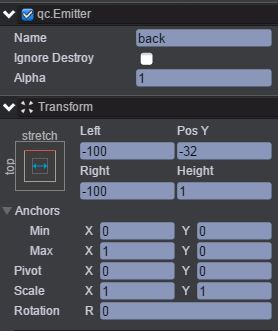 qc.Emitter
Name back
Ignore Destroy
Alpha 1
Transform
stretch
top
Left Pos Y
-100 -32
Right Height
-100 1
Anchors
Min X 0 Y 0
Max X 1 Y 0
Pivot X 0 Y 0
Scale X 1 Y 1
Rotation R 0